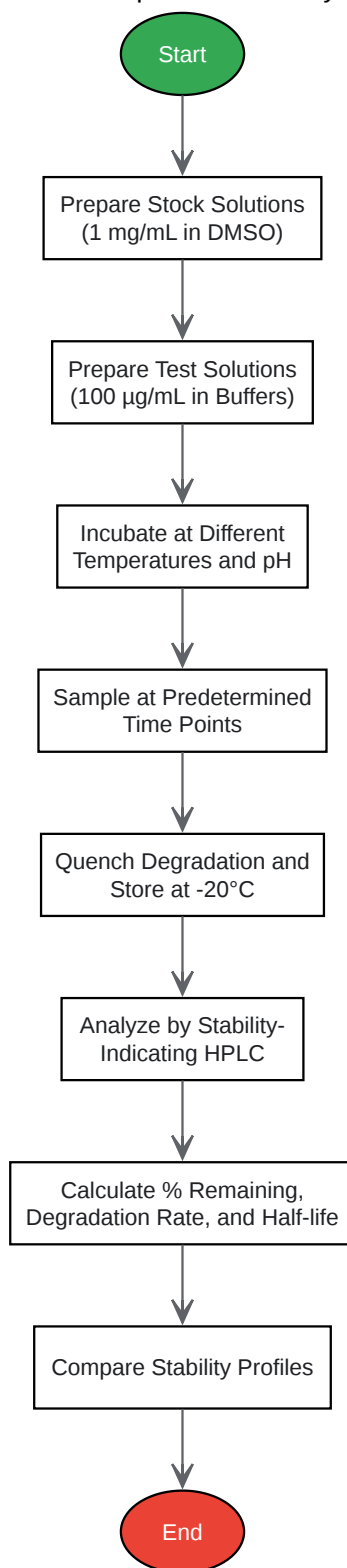 Start
Prepare Stock Solutions
(1 mg/mL in DMSO)
Prepare Test Solutions
(100 µg/mL in Buffers)
Incubate at Different
Temperatures and pH
Sample at Predetermined
Time Points
Quench Degradation and
Store at -20°C
Analyze by Stability-
Indicating HPLC
Calculate % Remaining,
Degradation Rate, and Half-life
Compare Stability Profiles
End